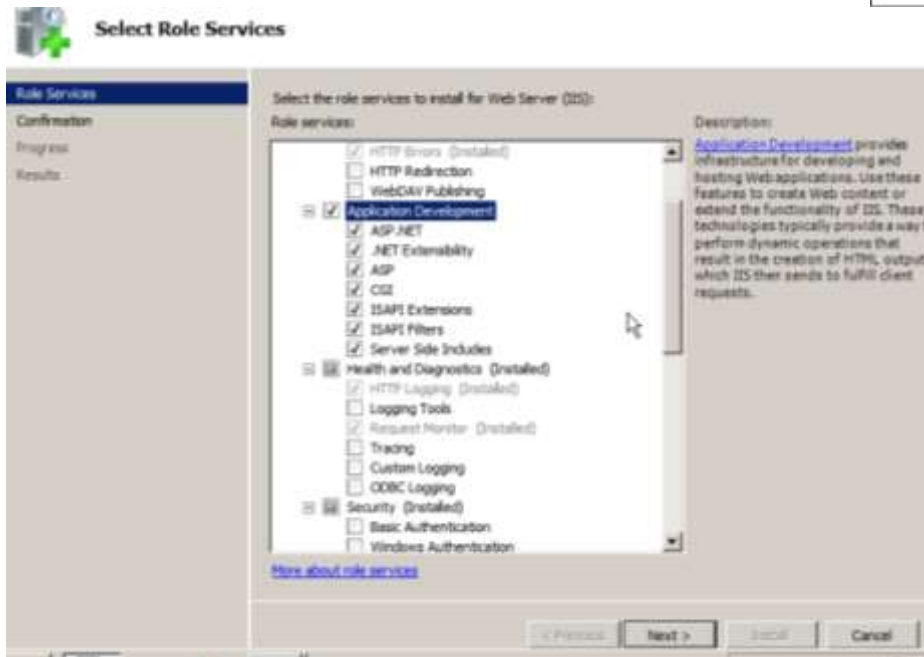 Select Role Services
Role Services
Confirmation
Progress
Results
Select the role services to install for Web Server (IIS):
Role services:
HTTP Errors (Installed)
HTTP Redirection
WebDAV Publishing
Application Development
ASP.NET
.NET Extensibility
ASP
CGI
ISAPI Extensions
ISAPI Filters
Server Side Includes
Health and Diagnostics (Installed)
HTTP Logging (Installed)
Logging Tools
Request Monitor (Installed)
Tracing
Custom Logging
ODBC Logging
Security (Installed)
Basic Authentication
Windows Authentication
More about role services
Description:
Application Development provides
infrastructure for developing and
hosting Web applications. Use these
features to create Web content or
extend the functionality of IIS. These
technologies typically provide a way
perform dynamic operations that
result in the creation of HTML output
which IIS then sends to fulfill client
requests.
< Previous
Next >
Install
Cancel